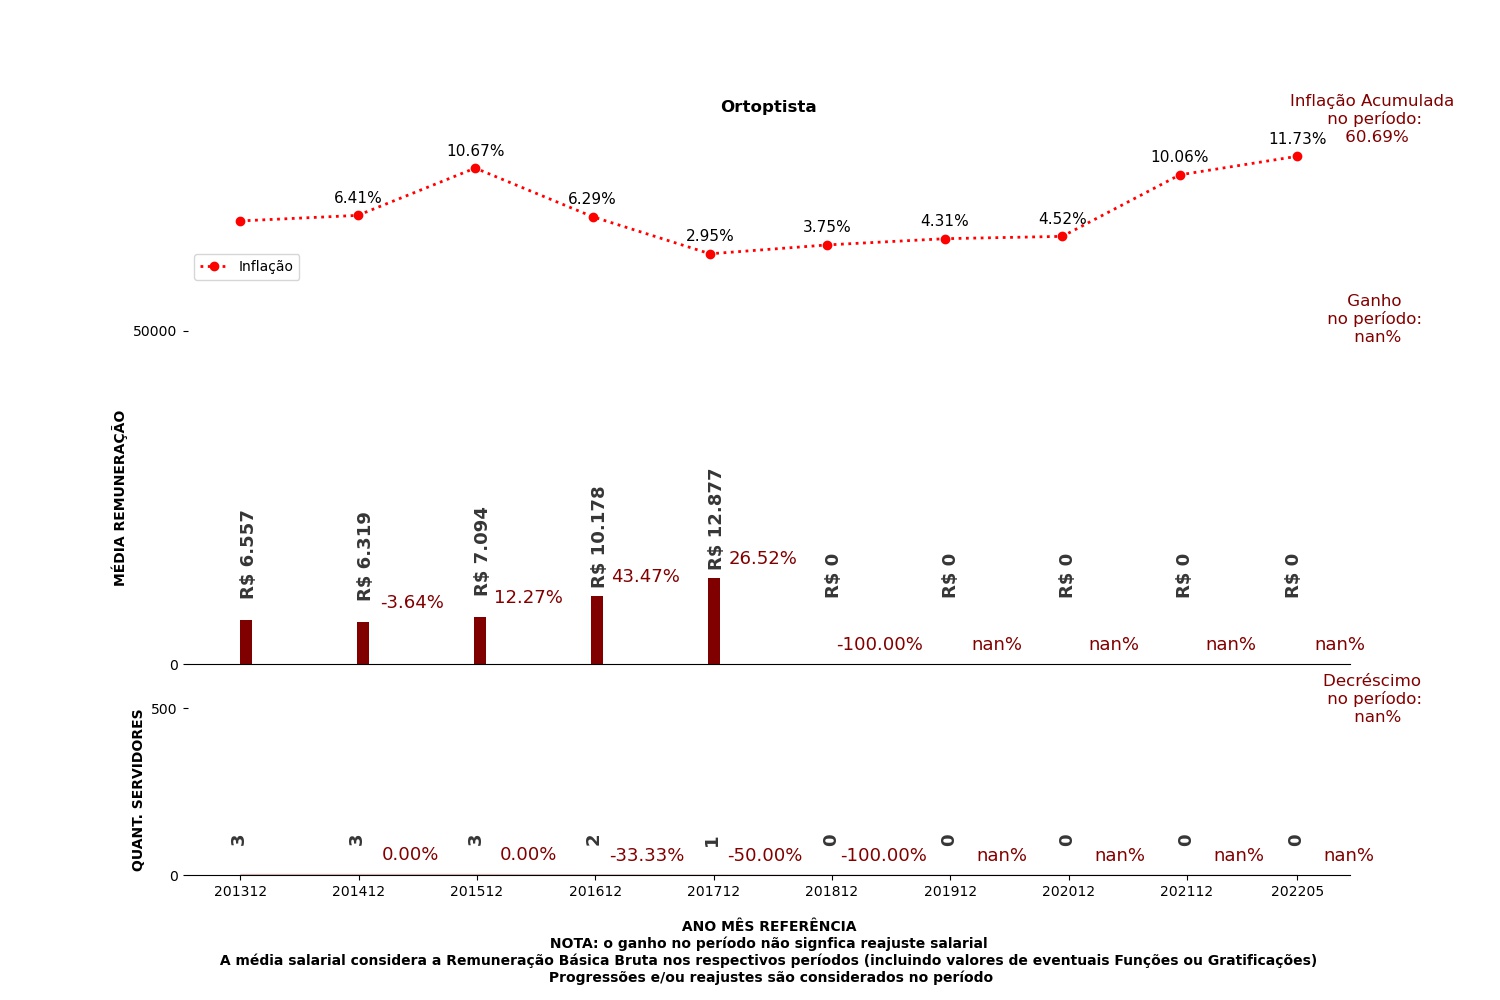 Ortoptista
Inflação Acumulada
no período:
60.69%
6.41%
10.67%
6.29%
2.95%
3.75%
4.31%
4.52%
10.06%
11.73%
Inflação
Ganho
no período:
nan%
MÉDIA REMUNERAÇÃO
50000
0
R$ 6.557
R$ 6.319
R$ 7.094
R$ 10.178
R$ 12.877
R$ 0
R$ 0
R$ 0
R$ 0
R$ 0
-3.64%
12.27%
43.47%
26.52%
-100.00%
nan%
nan%
nan%
nan%
Decréscimo
no período:
nan%
QUANT. SERVIDORES
500
0
3
3
3
2
1
0
0
0
0
0
0.00%
0.00%
-33.33%
-50.00%
-100.00%
nan%
nan%
nan%
nan%
201312
201412
201512
201612
201712
201812
201912
202012
202112
202205
ANO MÊS REFERÊNCIA
NOTA: o ganho no período não signfica reajuste salarial
A média salarial considera a Remuneração Básica Bruta nos respectivos períodos (incluindo valores de eventuais Funções ou Gratificações)
Progressões e/ou reajustes são considerados no período